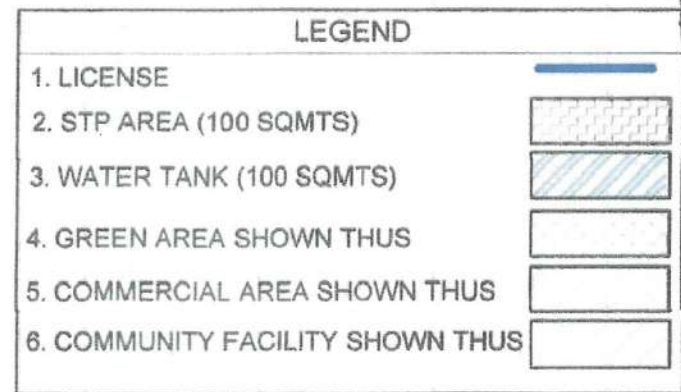 LEGEND
1. LICENSE
2. STP AREA (100 SQMTS)
3. WATER TANK (100 SQMTS)
4. GREEN AREA SHOWN THUS
5. COMMERCIAL AREA SHOWN THUS
6. COMMUNITY FACILITY SHOWN THUS